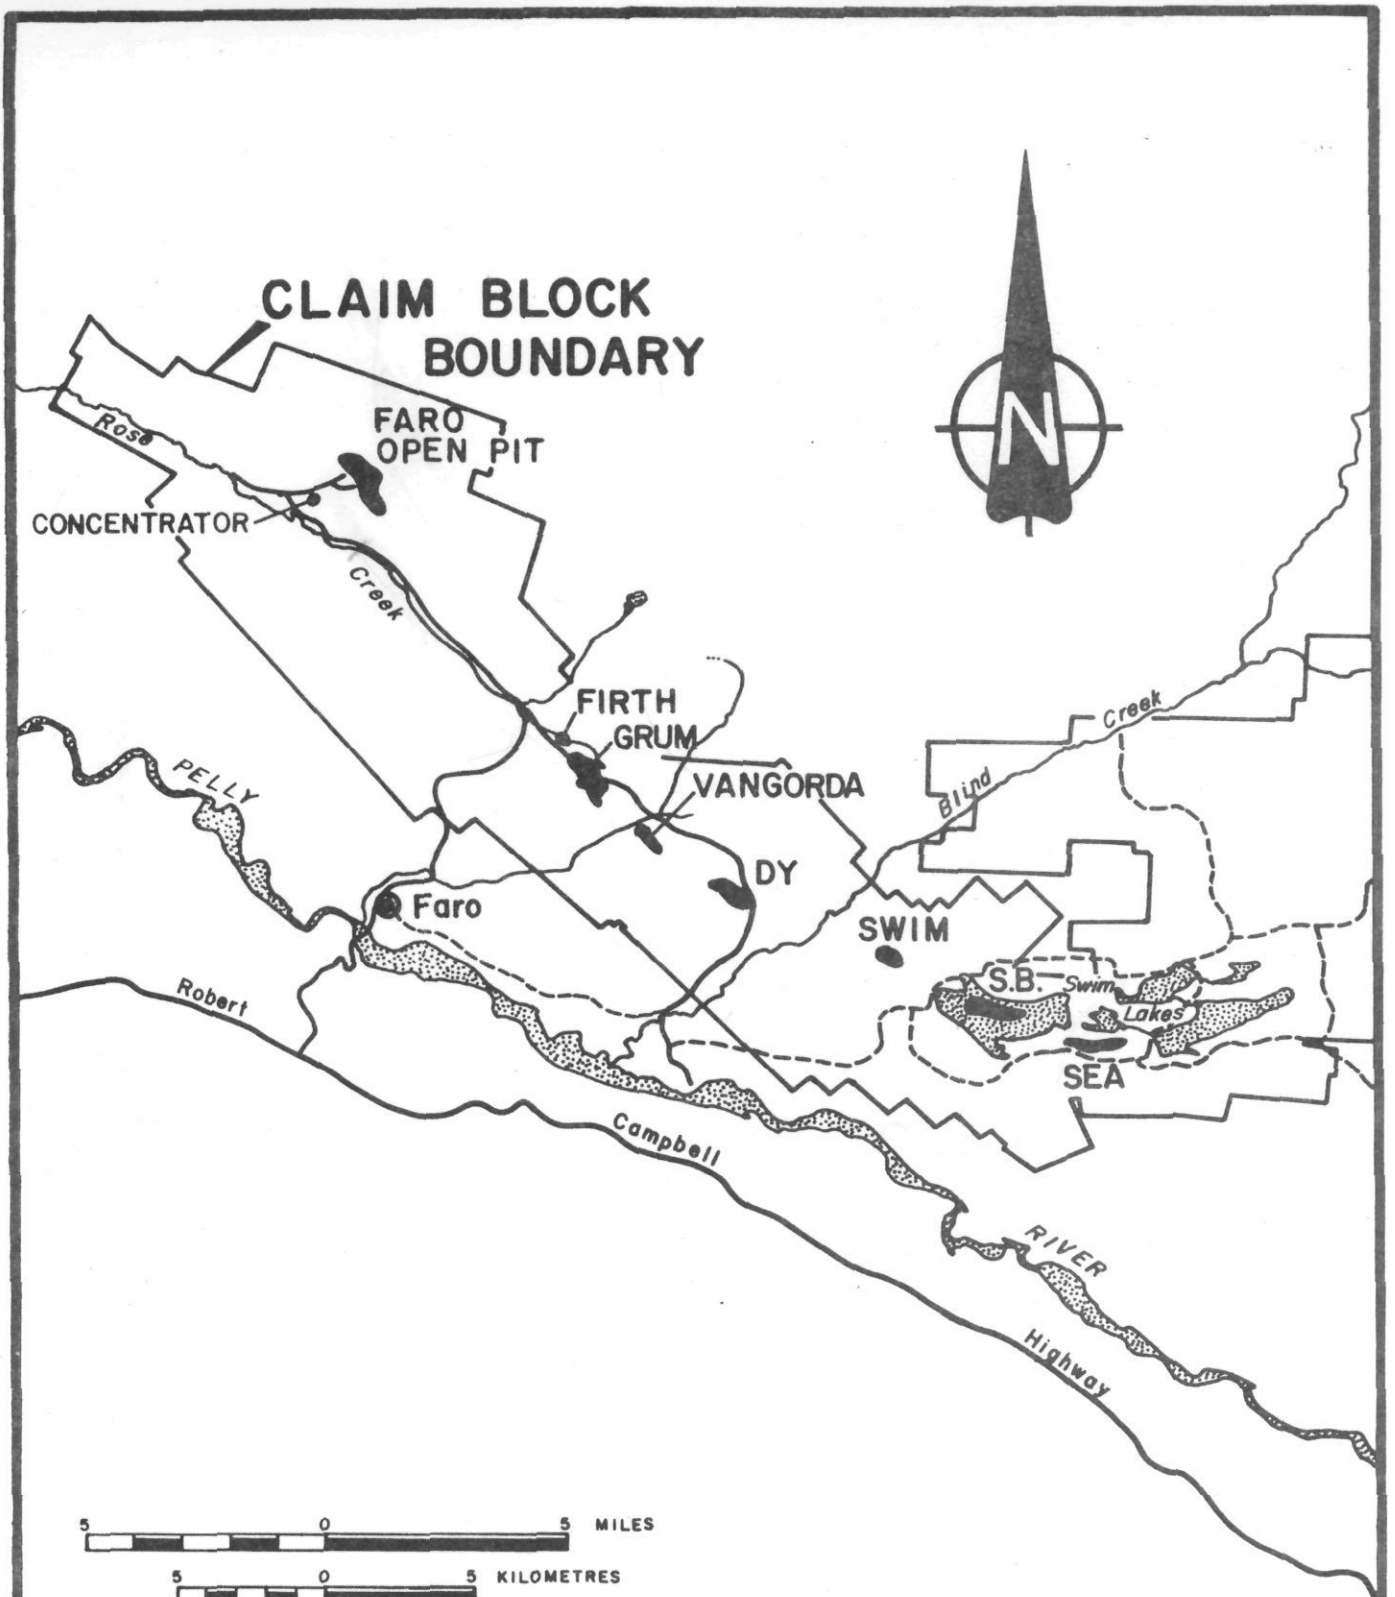 CLAIM BLOCK
BOUNDARY
FARO
OPEN PIT
Rose
CONCENTRATOR
Creek
N
FIRTH
GRUM
VANGORDA
Creek
Blind
PELLY
DY
Faro
SWIM
S.B.
Swim
Lakes
SEA
Robert
Campbell
RIVER
Highway
5 0 5 MILES
5 0 5 KILOMETRES